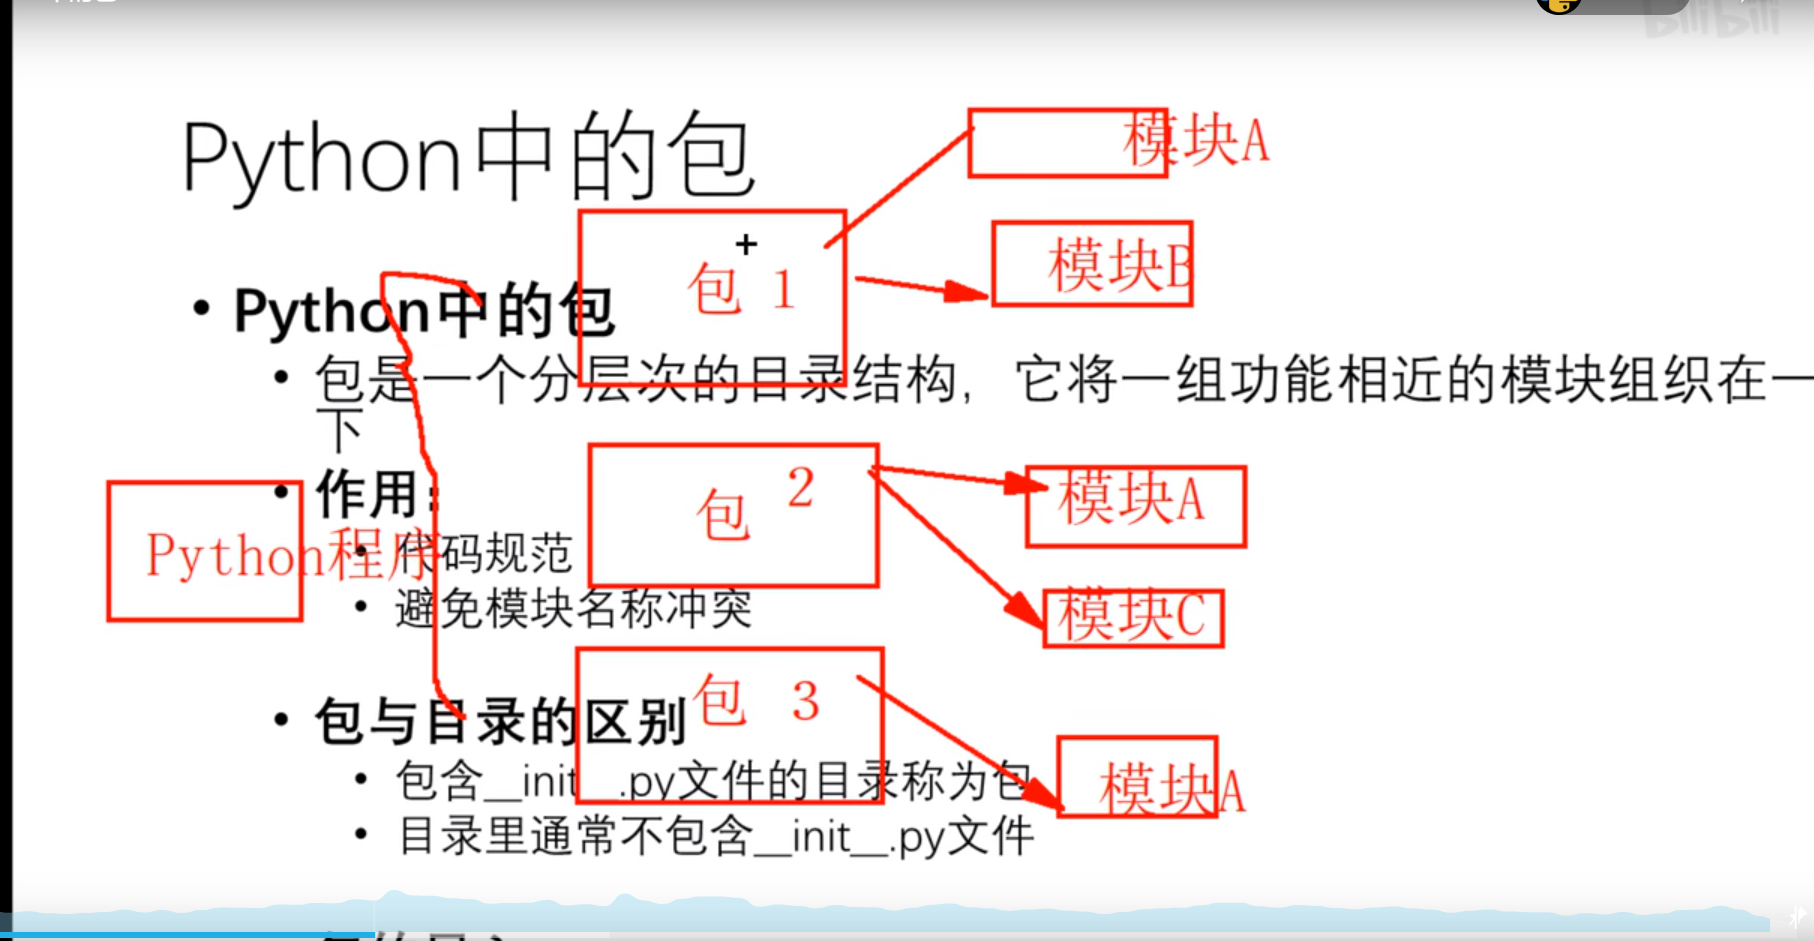 bilibili
Python中的包
模块A
模块B
包 1
• Python中的包
• 包是一个分层次的目录结构，它将一组功能相近的模块组织在一
下
包 2
模块A
• 作用：
Python程序
• 代码规范
• 避免模块名称冲突
模块C
包 3
• 包与目录的区别
模块A
• 包含__init__.py文件的目录称为包
• 目录里通常不包含__init__.py文件